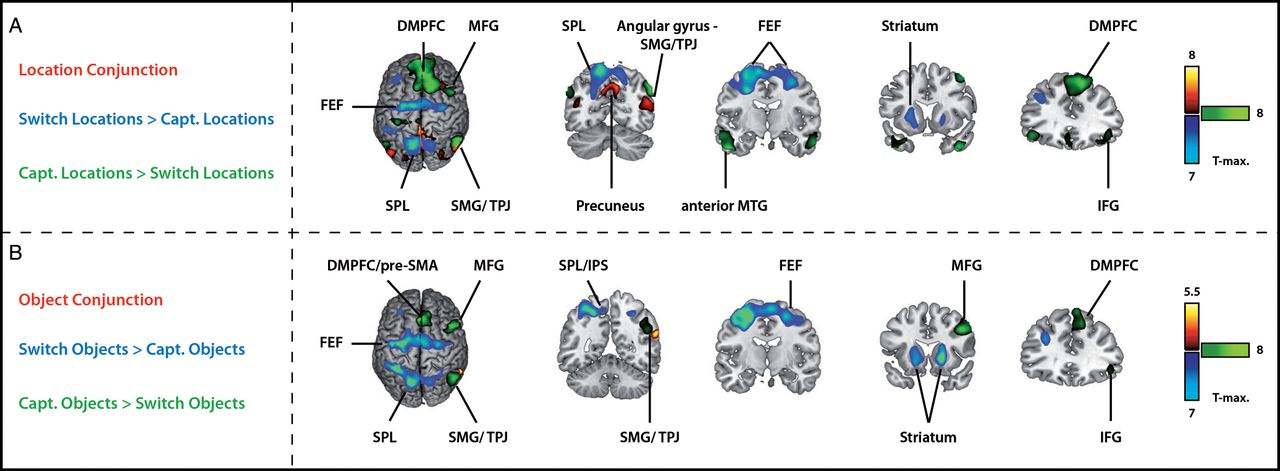 A
Location Conjunction
Switch Locations > Capt. Locations
Capt. Locations > Switch Locations
DMPFC
MFG
FEF
SPL
SMG/ TPJ
SPL
Angular gyrus -
SMG/TPJ
Precuneus
FEF
anterior MTG
Striatum
DMPFC
IFG
8
8
T-max.
7
B
Object Conjunction
Switch Objects > Capt. Objects
Capt. Objects > Switch Objects
DMPFC/pre-SMA
MFG
FEF
SPL
SMG/ TPJ
SPL/IPS
SMG/ TPJ
FEF
MFG
Striatum
DMPFC
IFG
5.5
8
T-max.
7